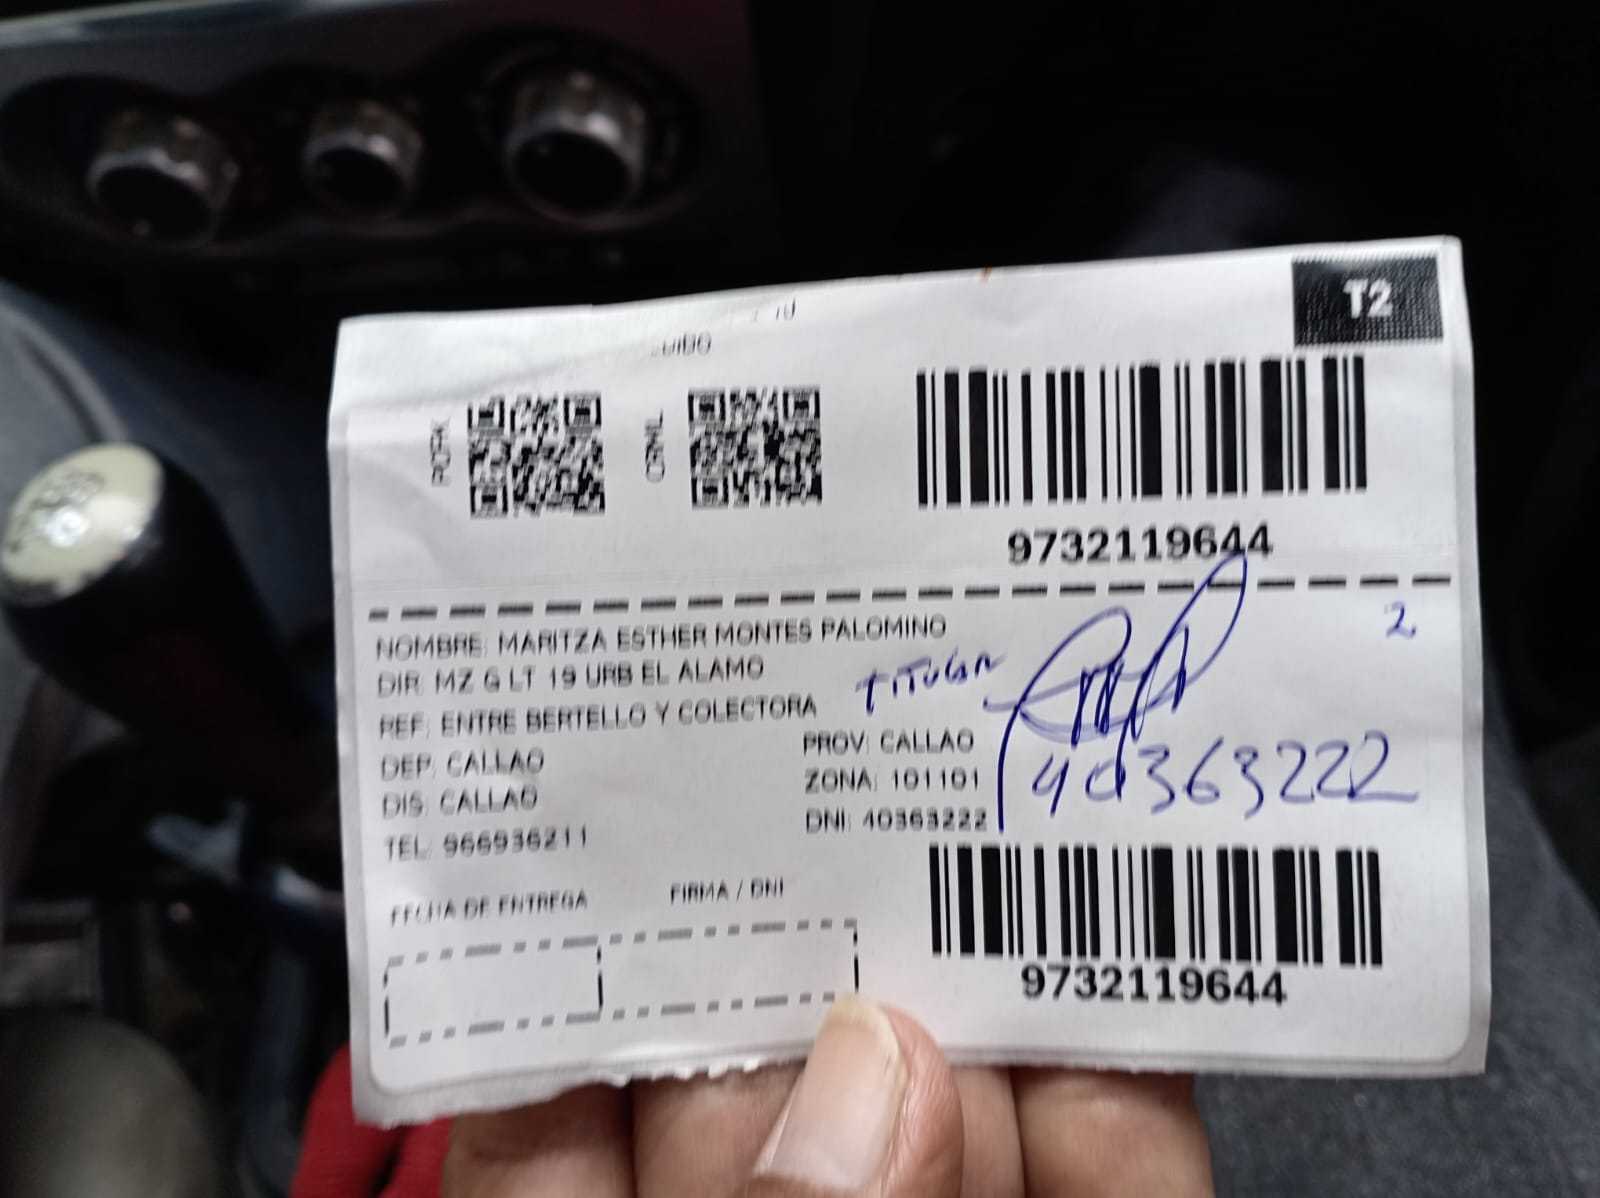 T2
9732119644
NOMBRE: MARITZA ESTHER MONTES PALOMINO
DIR: MZ G LT 19 URB EL ALAMO
REF: ENTRE BERTELLO Y COLECTORA
DEP: CALLAO
PROV: CALLAO
DIS: CALLAO
ZONA: 101101
TEL: 966936211
DNI: 40363222
TITULAR
2
40363222
FECHA DE ENTREGA
FIRMA / DNI
9732119644